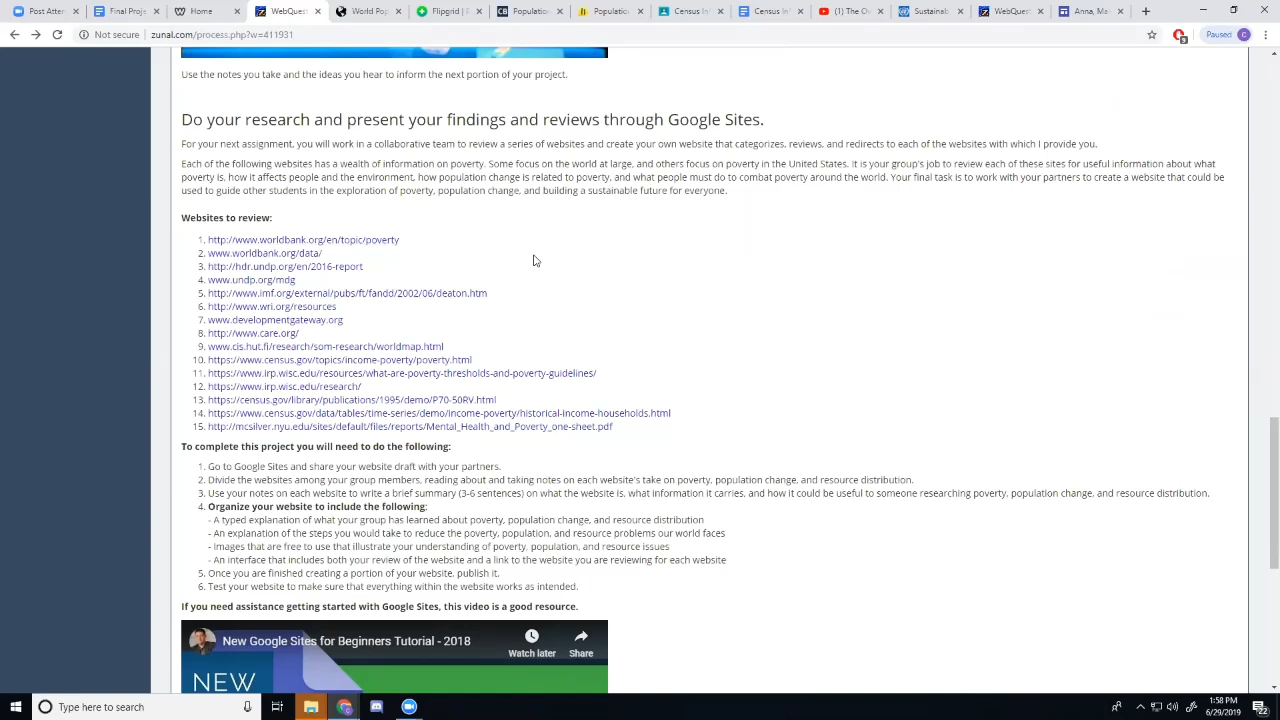 Post Atten
Final Projec
Home
WebQues
World Pop
Flipgrid | R
Population
Population
Census Inf
Census Inf
(1) The Ch
Sustainab
WebQues
Anna, Ma
Not secure | zunal.com/process.php?w=411931
Paused C
Use the notes you take and the ideas you hear to inform the next portion of your project.
Do your research and present your findings and reviews through Google Sites.
For your next assignment, you will work in a collaborative team to review a series of websites and create your own website that categorizes, reviews, and redirects to each of the websites with which I provide you.
Each of the following websites has a wealth of information on poverty. Some focus on the world at large, and others focus on poverty in the United States. It is your group's job to review each of these sites for useful information about what
poverty is, how it affects people and the environment, how population change is related to poverty, and what people must do to combat poverty around the world. Your final task is to work with your partners to create a website that could be
used to guide other students in the exploration of poverty, population change, and building a sustainable future for everyone.
Websites to review:
1. http://www.worldbank.org/en/topic/poverty
2. www.worldbank.org/data/
3. http://hdr.undp.org/en/2016-report
4. www.undp.org/mdg
5. http://www.imf.org/external/pubs/ft/fandd/2002/06/deaton.htm
6. http://www.wri.org/resources
7. www.developmentgateway.org
8. http://www.care.org/
9. www.cis.hut.fi/research/som-research/worldmap.html
10. https://www.census.gov/topics/income-poverty/poverty.html
11. https://www.irp.wisc.edu/resources/what-are-poverty-thresholds-and-poverty-guidelines/
12. https://www.irp.wisc.edu/research/
13. https://census.gov/library/publications/1995/demo/P70-50RV.html
14. https://www.census.gov/data/tables/time-series/demo/income-poverty/historical-income-households.html
15. http://mcsilver.nyu.edu/sites/default/files/reports/Mental_Health_and_Poverty_one-sheet.pdf
To complete this project you will need to do the following:
1. Go to Google Sites and share your website draft with your partners.
2. Divide the websites among your group members, reading about and taking notes on each website's take on poverty, population change, and resource distribution.
3. Use your notes on each website to write a brief summary (3-6 sentences) on what the website is, what information it carries, and how it could be useful to someone researching poverty, population change, and resource distribution.
4. Organize your website to include the following:
- A typed explanation of what your group has learned about poverty, population change, and resource distribution
- An explanation of the steps you would take to reduce the poverty, population, and resource problems our world faces
- Images that are free to use that illustrate your understanding of poverty, population, and resource issues
- An interface that includes both your review of the website and a link to the website you are reviewing for each website
5. Once you are finished creating a portion of your website, publish it.
6. Test your website to make sure that everything within the website works as intended.
If you need assistance getting started with Google Sites, this video is a good resource.
New Google Sites for Beginners Tutorial - 2018
Watch later
Share
NEW
Type here to search
1:58 PM
6/29/2019
22